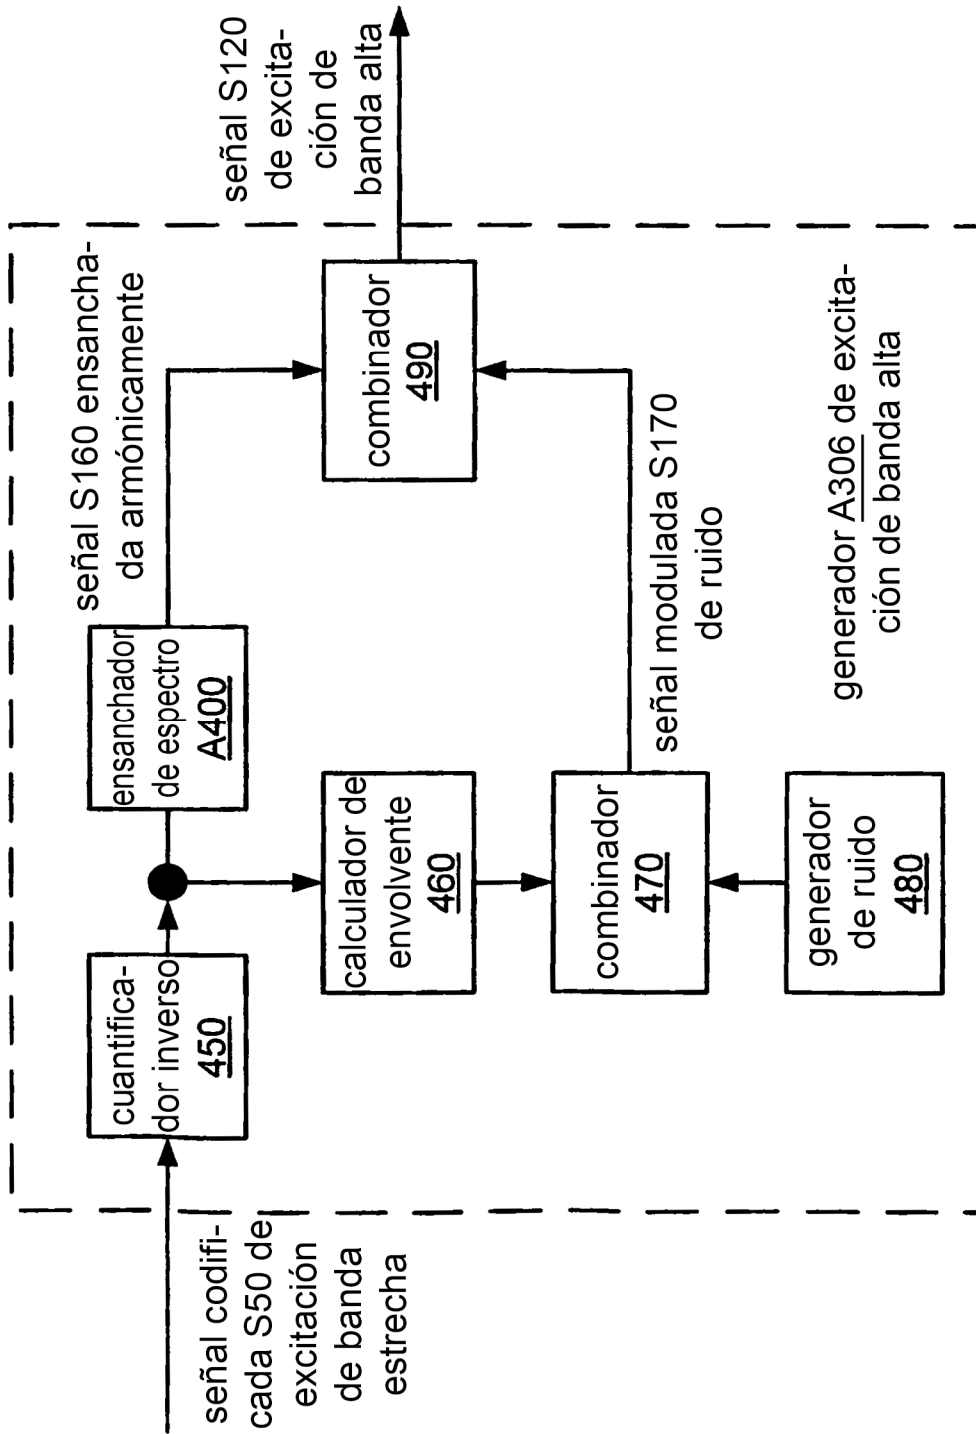 señal codifi-
cada S50 de
excitación
de banda
estrecha
cuantifica-
dor inverso
450
ensanchador
de espectro
A400
señal S160 ensancha-
da armónicamente
calculador de
envolvente
460
combinador
470
generador
de ruido
480
señal modulada S170
de ruido
combinador
490
señal S120
de excita-
ción de
banda alta
generador A306 de excita-
ción de banda alta